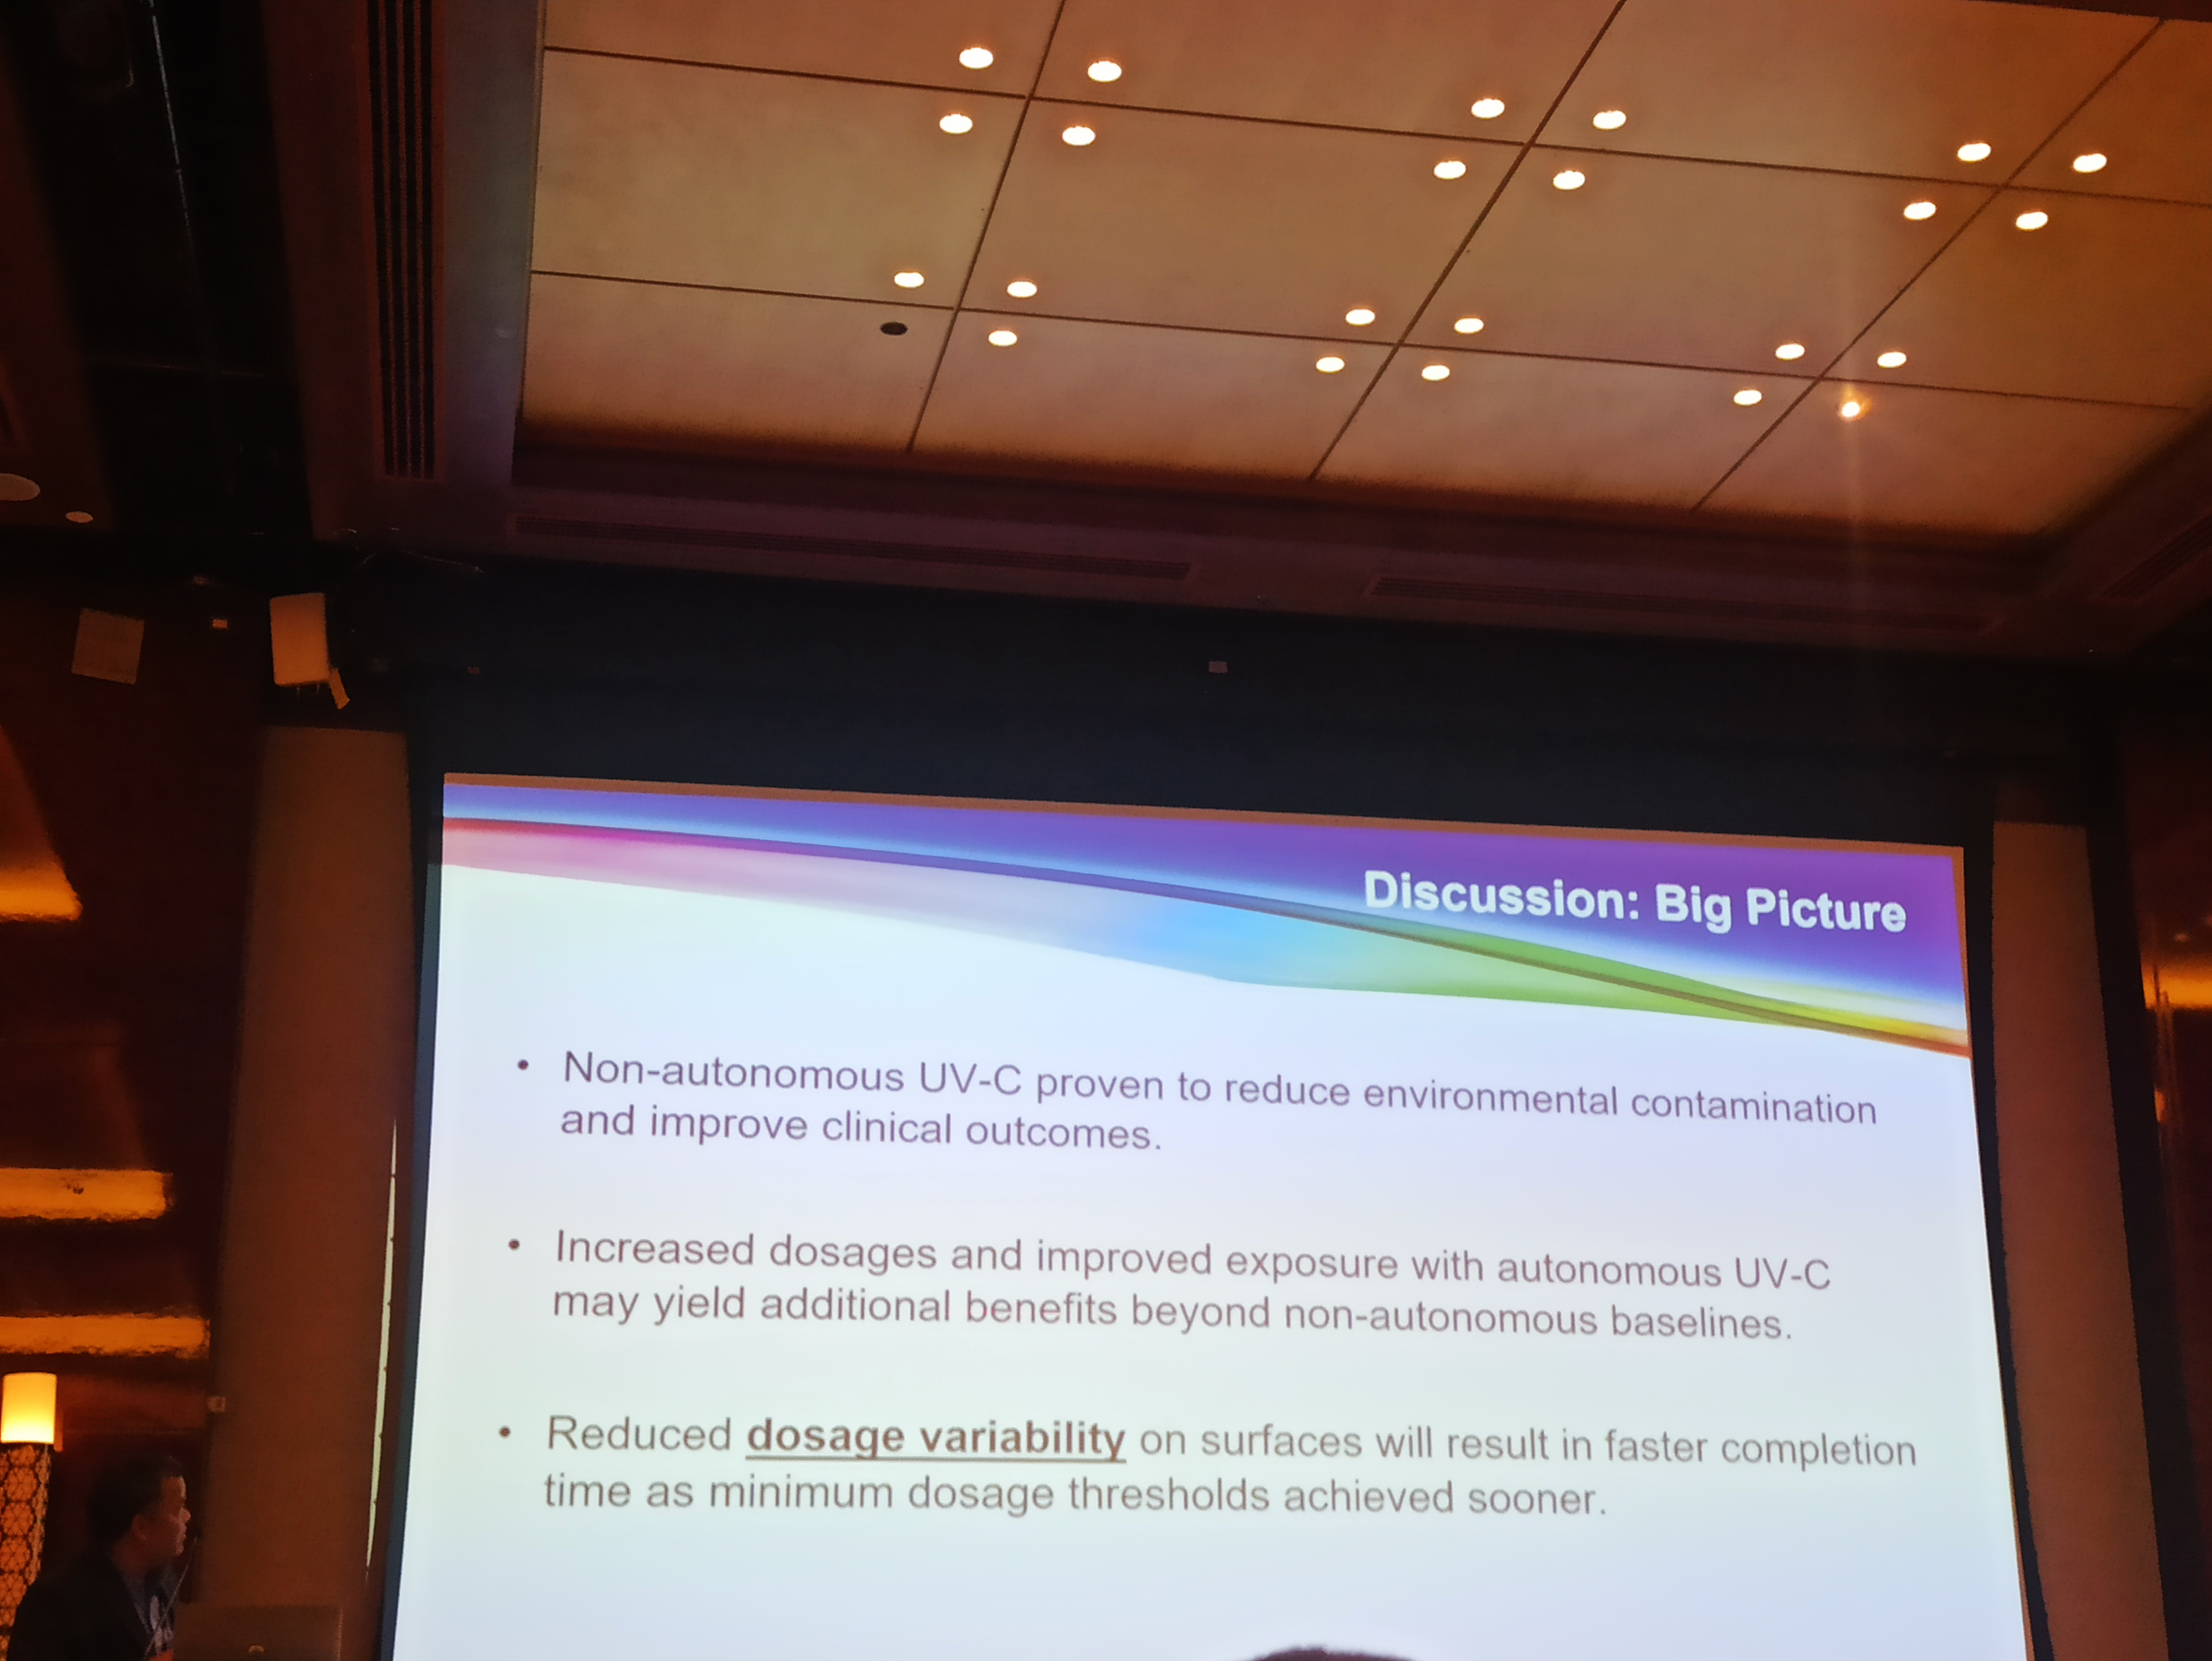 Discussion: Big Picture
• Non-autonomous UV-C proven to reduce environmental contamination
and improve clinical outcomes.
• Increased dosages and improved exposure with autonomous UV-C
may yield additional benefits beyond non-autonomous baselines.
• Reduced dosage variability on surfaces will result in faster completion
time as minimum dosage thresholds achieved sooner.